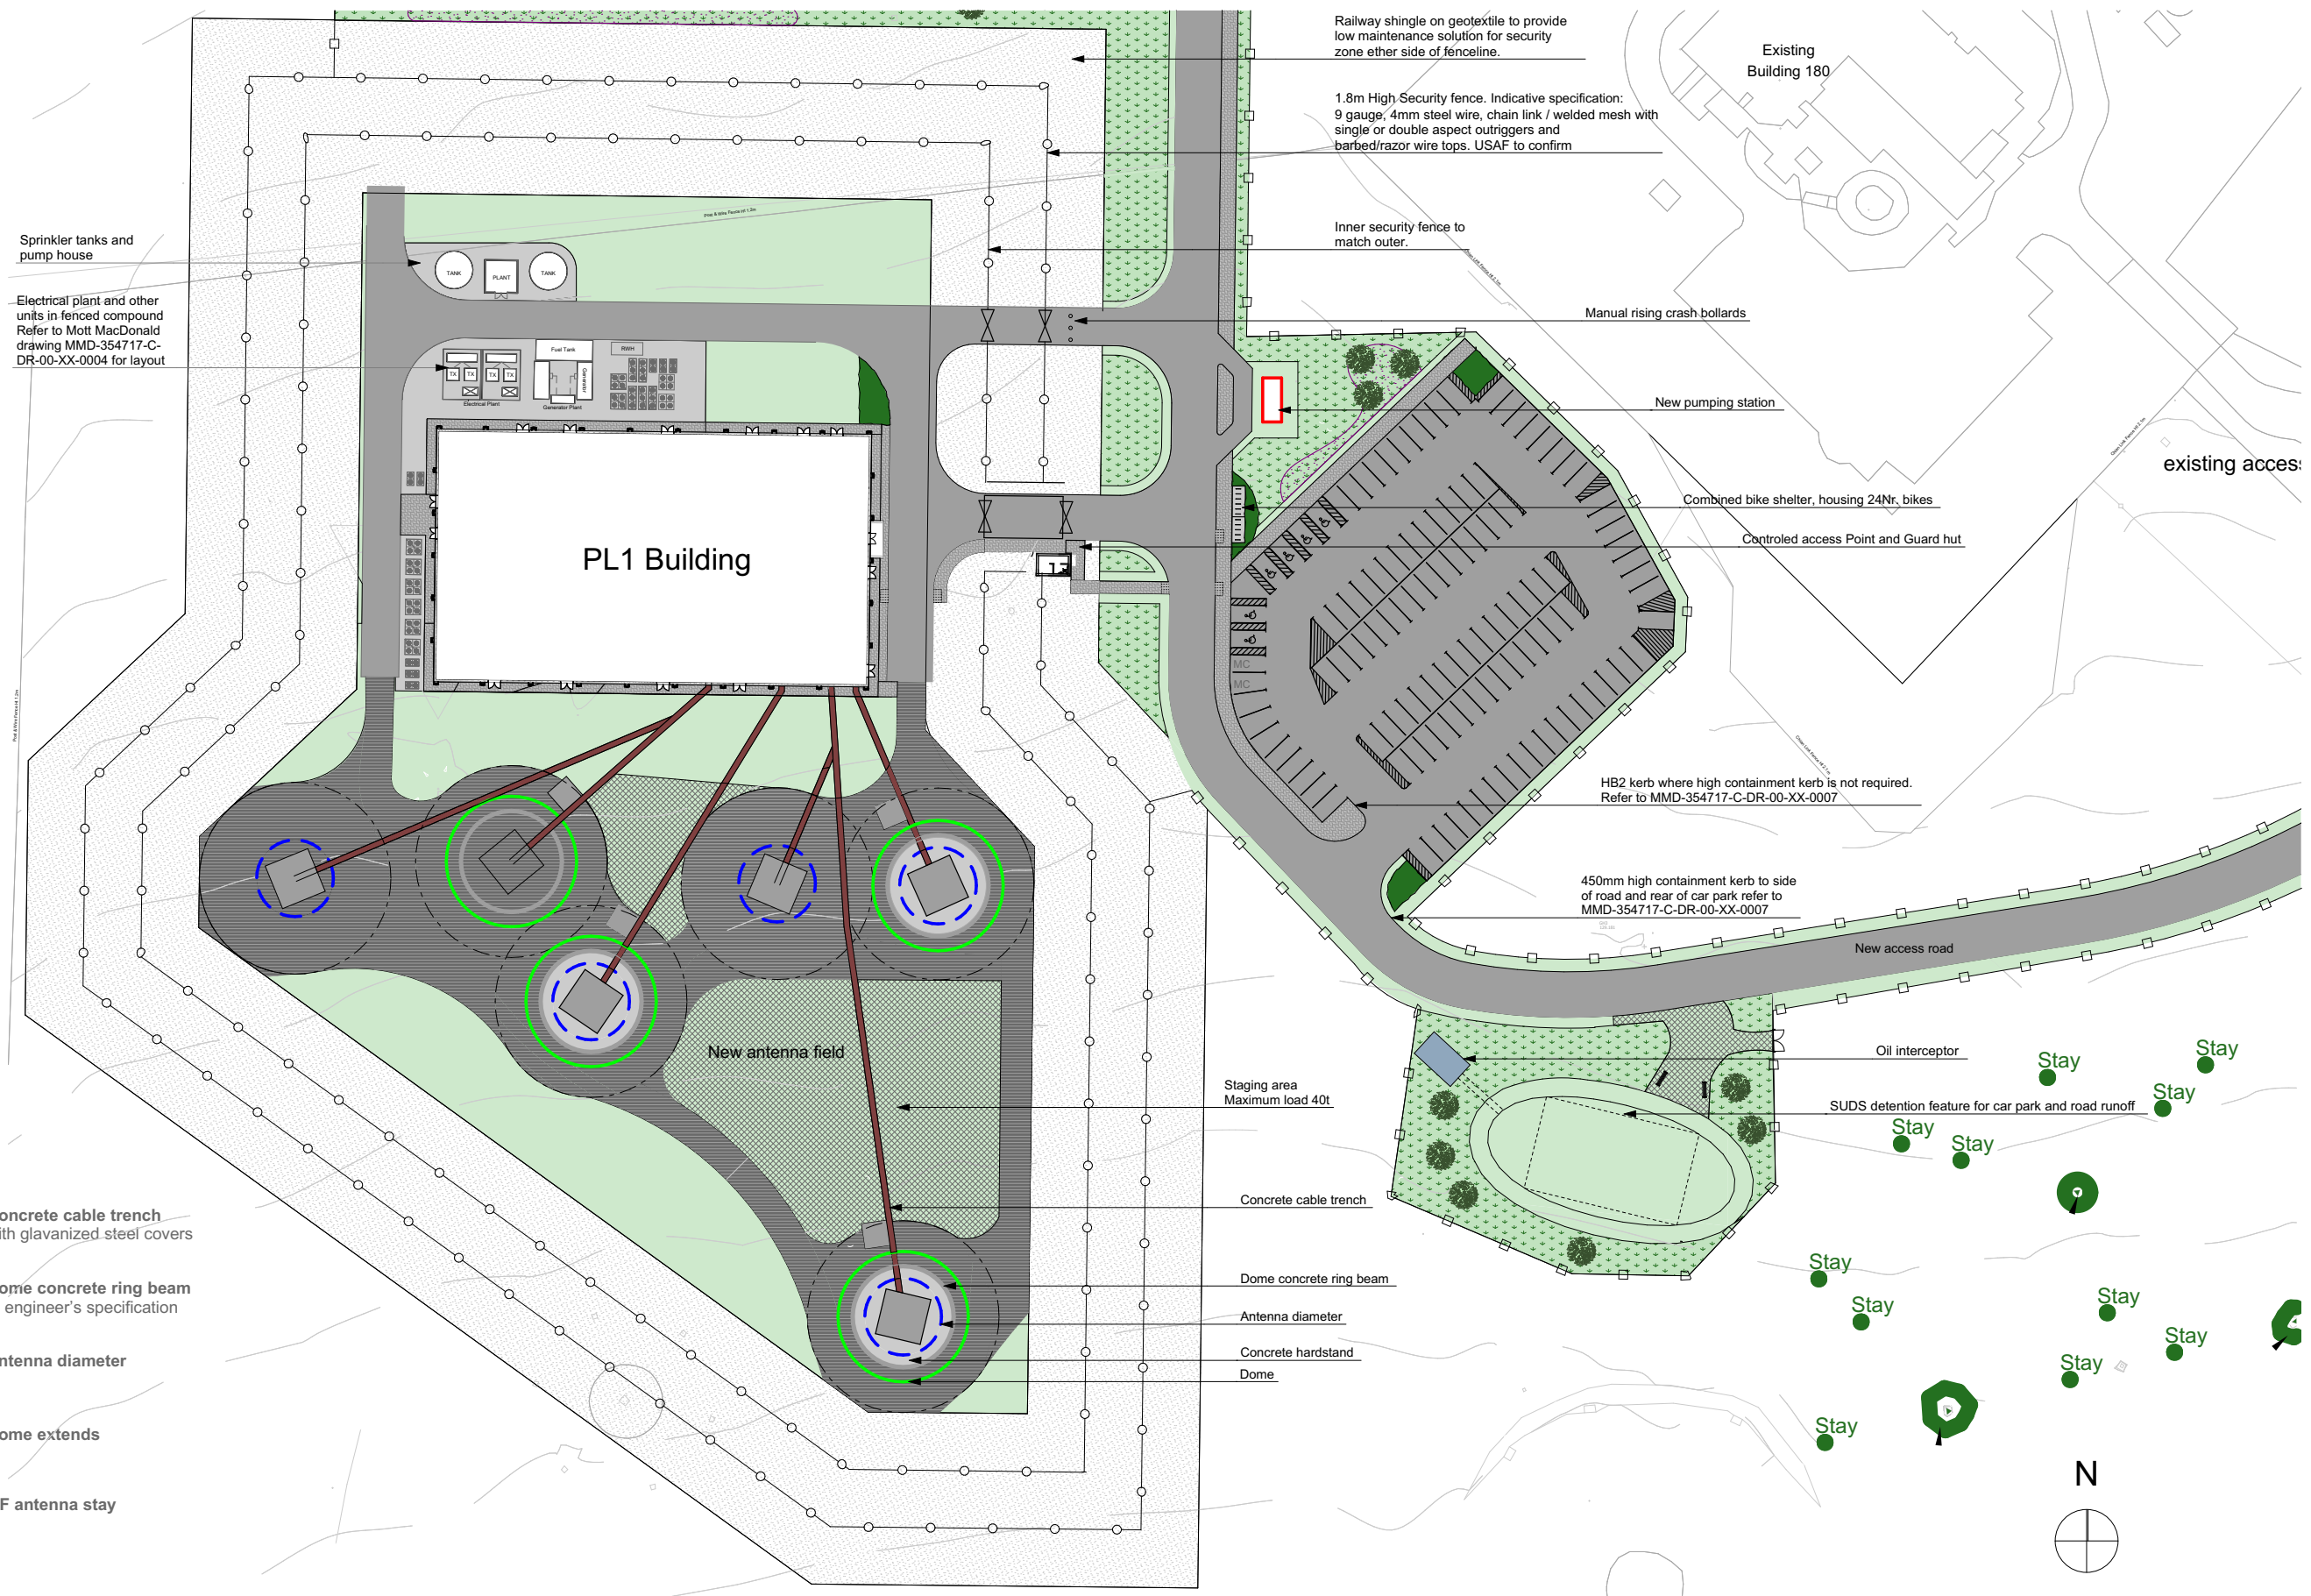 Railway shingle on geotextile to provide
low maintenance solution for security
zone ether side of fenceline.
Existing
Building 180
1.8m High Security fence. Indicative specification:
9 gauge, 4mm steel wire, chain link / welded mesh with
single or double aspect outriggers and
barbed/razor wire tops. USAF to confirm
Inner security fence to
match outer.
Sprinkler tanks and
pump house
TANK
PLANT
TANK
Electrical plant and other
units in fenced compound
Refer to Mott MacDonald
drawing MMD-354717-C-
DR-00-XX-0004 for layout
Manual rising crash bollards
Fuel Tank
RWH
TX
TX
TX
TX
Generator
Electrical Plant
Generator Plant
New pumping station
existing access
Combined bike shelter, housing 24Nr. bikes
Controled access Point and Guard hut
PL1 Building
MC
MC
HB2 kerb where high containment kerb is not required.
Refer to MMD-354717-C-DR-00-XX-0007
450mm high containment kerb to side
of road and rear of car park refer to
MMD-354717-C-DR-00-XX-0007
New access road
New antenna field
Oil interceptor
Stay
Stay
Stay
Staging area
Maximum load 40t
SUDS detention feature for car park and road runoff
Stay
Stay
Concrete cable trench
oncrete cable trench
ith glavanized steel covers
Dome concrete ring beam
ome concrete ring beam
engineer's specification
Stay
Stay
Stay
Stay
Antenna diameter
Concrete hardstand
Dome
ntenna diameter
Stay
Stay
ome extends
F antenna stay
N